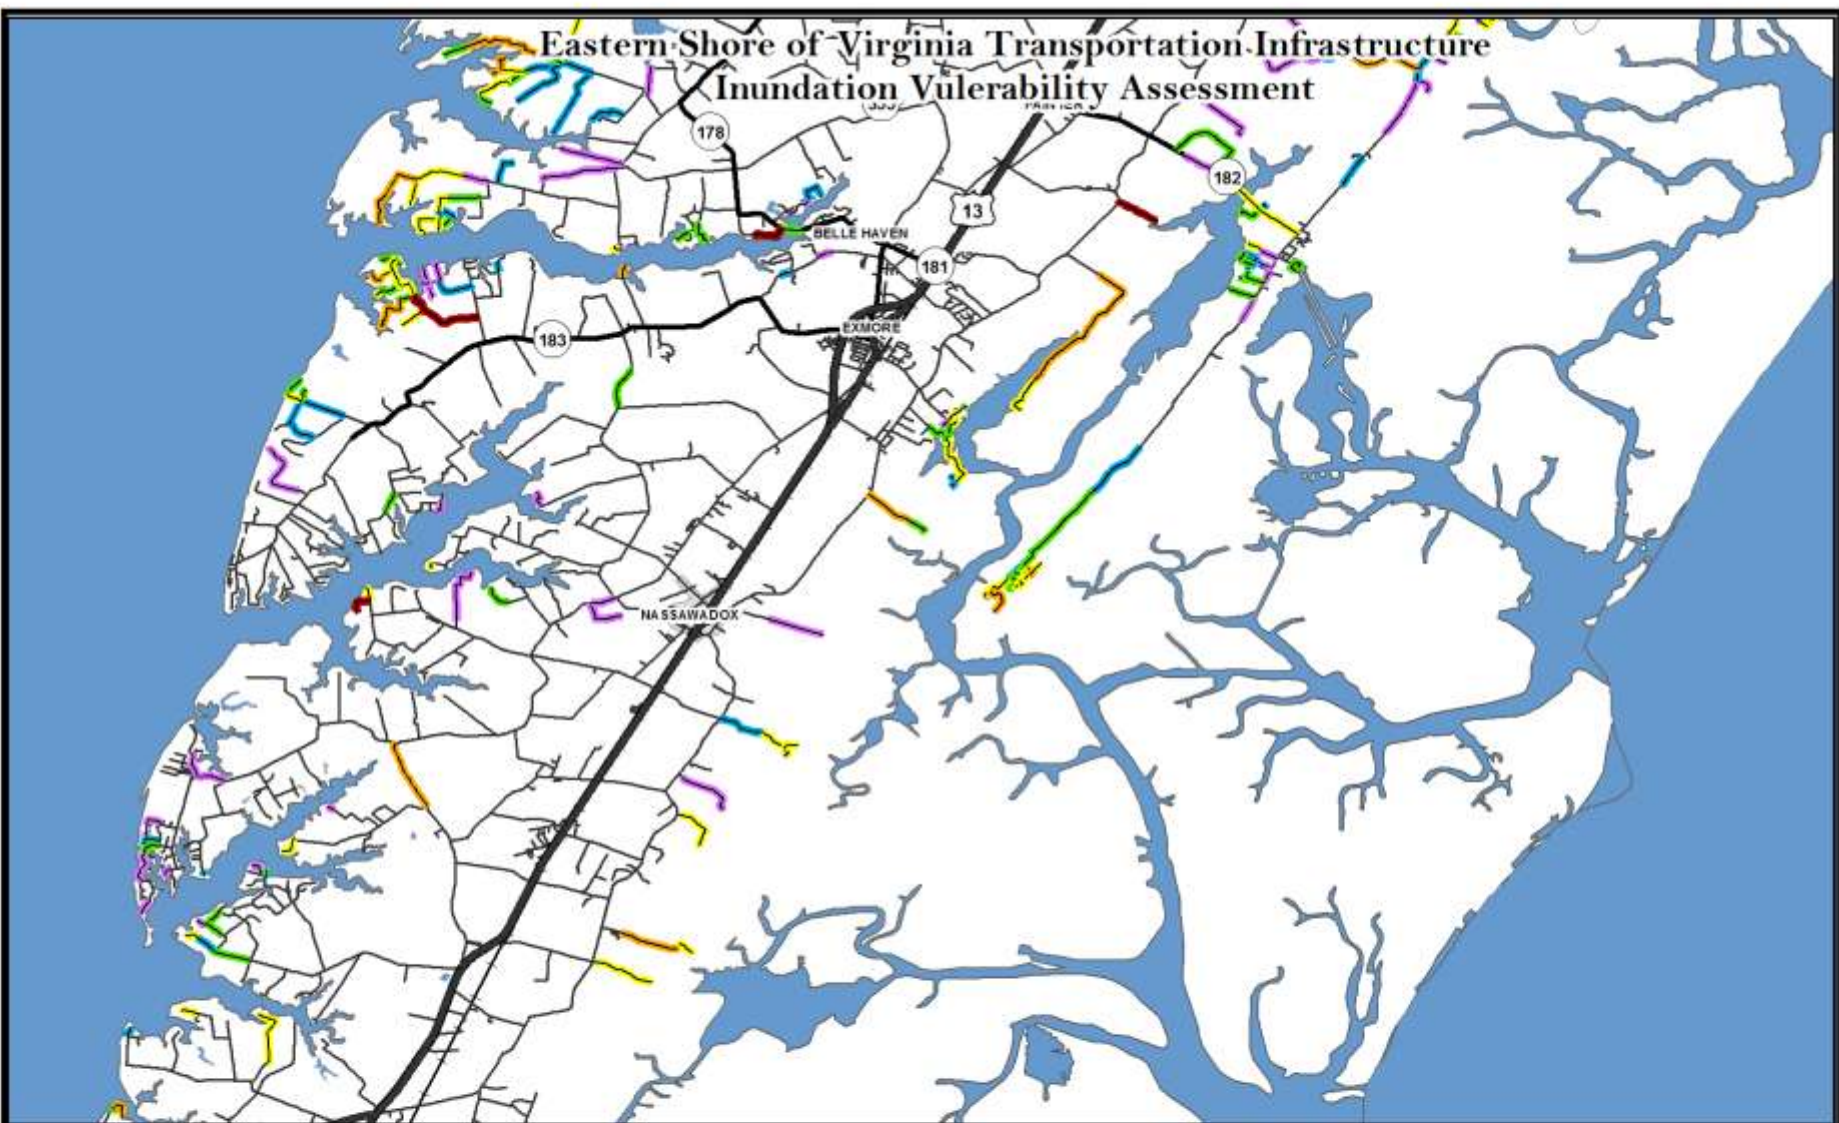 Eastern Shore of Virginia Transportation Infrastructure
Inundation Vulerability Assessment
178
182
13
BELLE HAVEN
181
EXMORE
183
NASSAWADOX